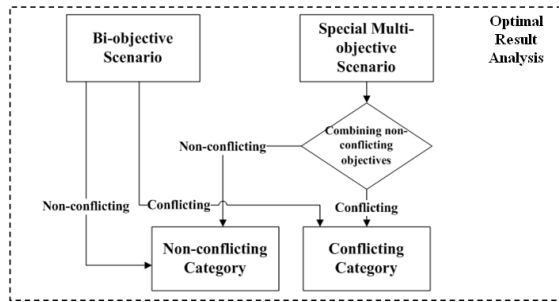 Bi-objective
Scenario
Special Multi-
objective
Scenario
Optimal
Result
Analysis
Combining non-
conflicting
objectives
Non-conflicting
Non-conflicting
Conflicting
Conflicting
Non-conflicting
Category
Conflicting
Category